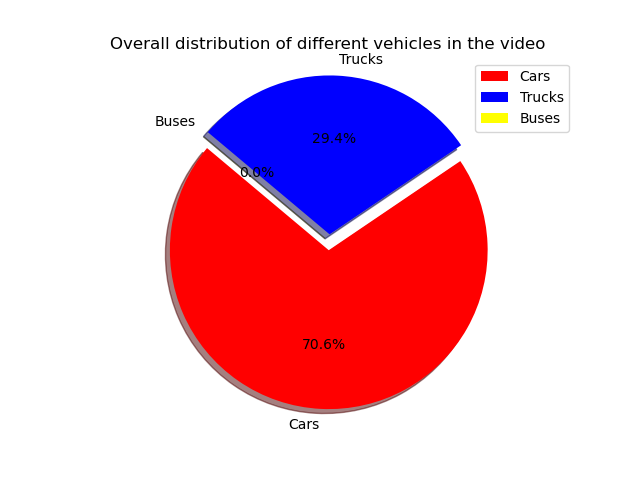 Overall distribution of different vehicles in the video
Trucks
Cars
Trucks
Buses
Buses
29.4%
0.0%
70.6%
Cars